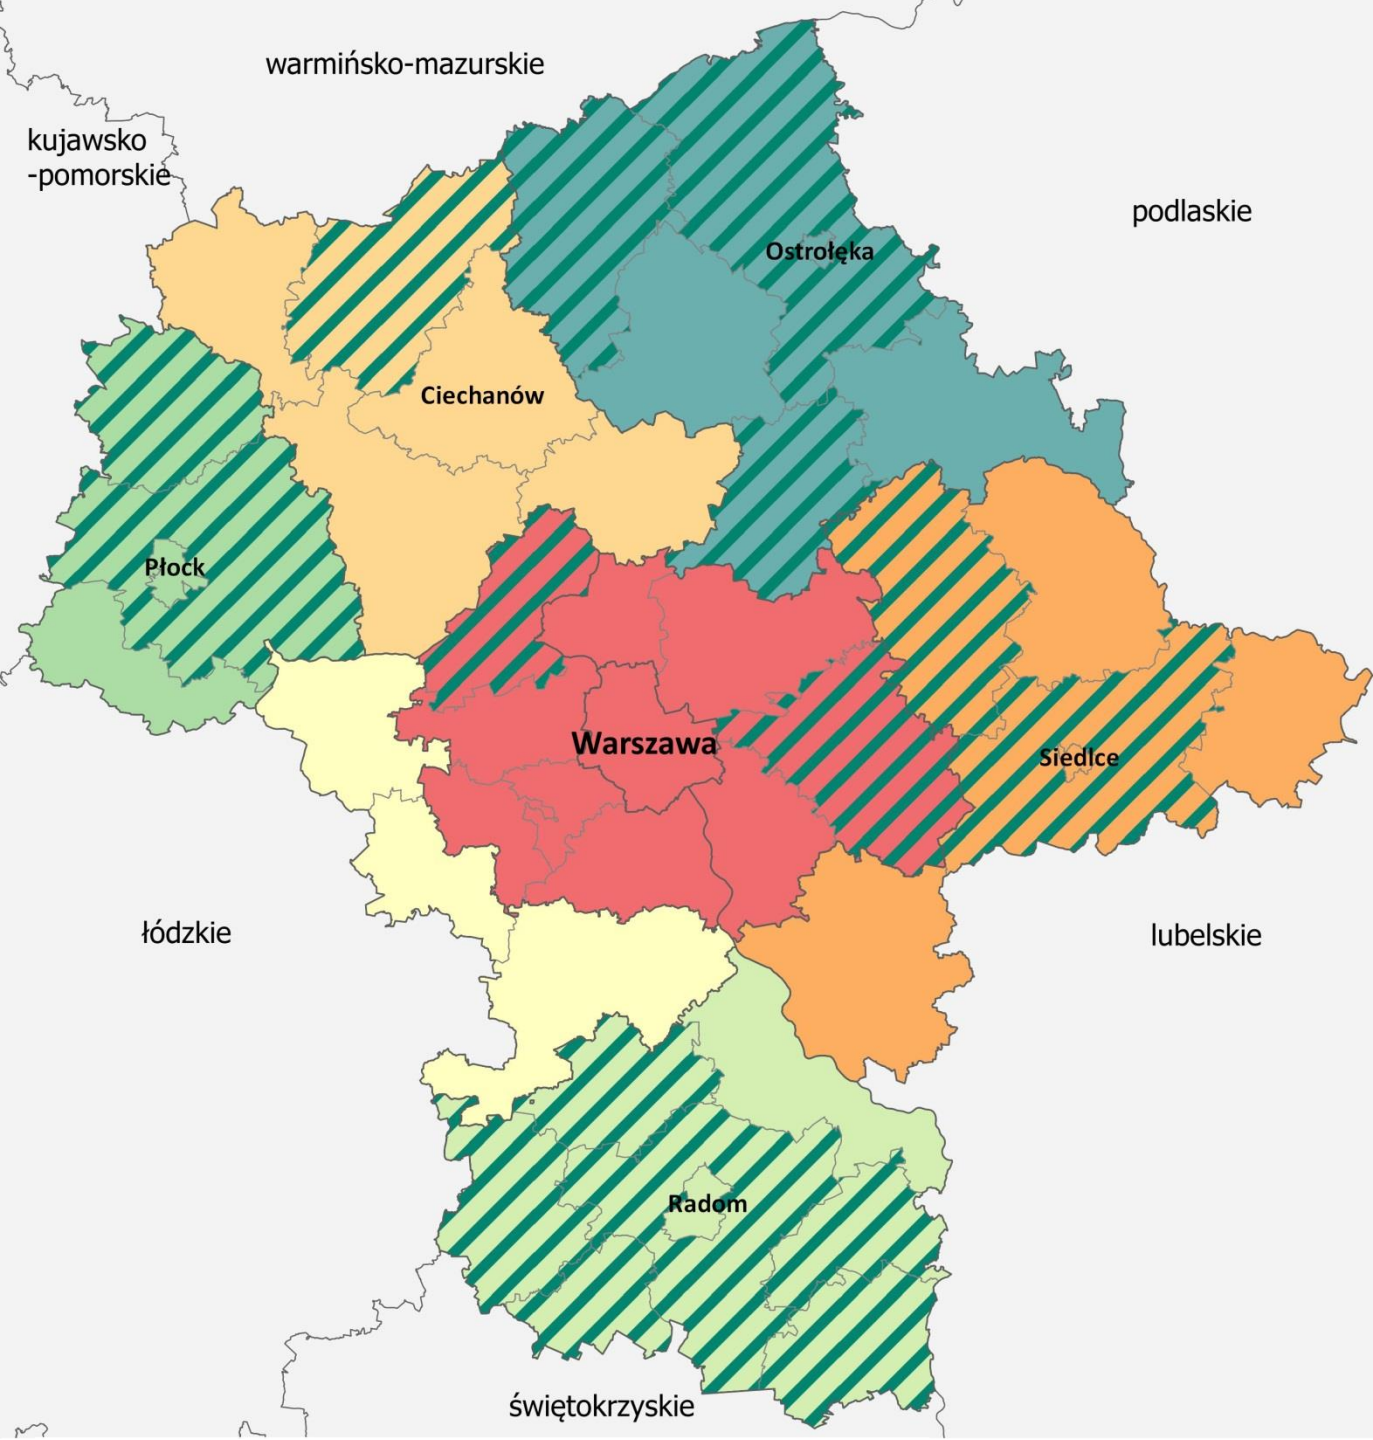 warmińsko-mazurskie
kujawsko
-pomorskie
podlaskie
Ostrołęka
Ciechanów
Płock
Warszawa
Siedlce
łódzkie
lubelskie
Radom
świętokrzyskie